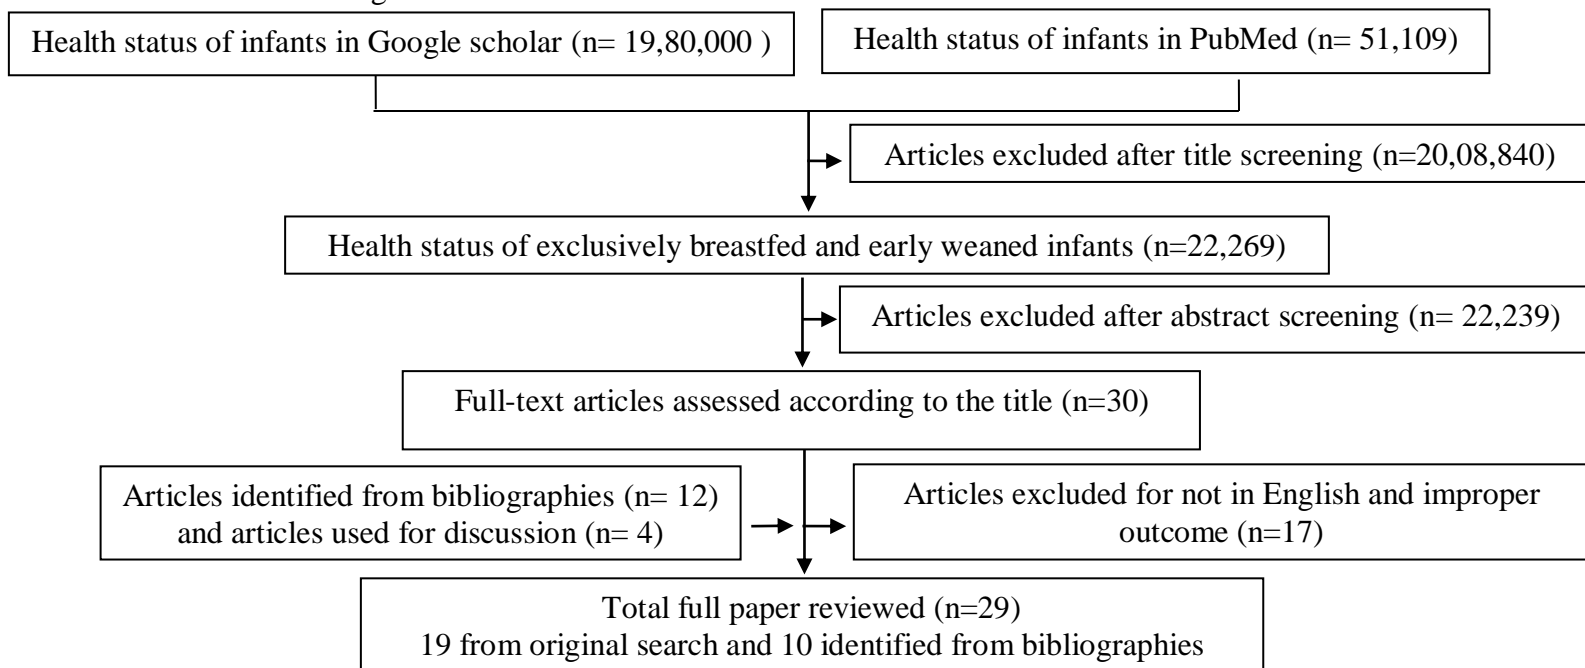 Health status of infants in Google scholar (n= 19,80,000 )
Health status of infants in PubMed (n= 51,109)
Articles excluded after title screening (n=20,08,840)
Health status of exclusively breastfed and early weaned infants (n=22,269)
Articles excluded after abstract screening (n= 22,239)
Full-text articles assessed according to the title (n=30)
Articles identified from bibliographies (n= 12)
and articles used for discussion (n= 4)
Articles excluded for not in English and improper
outcome (n=17)
Total full paper reviewed (n=29)
19 from original search and 10 identified from bibliographies